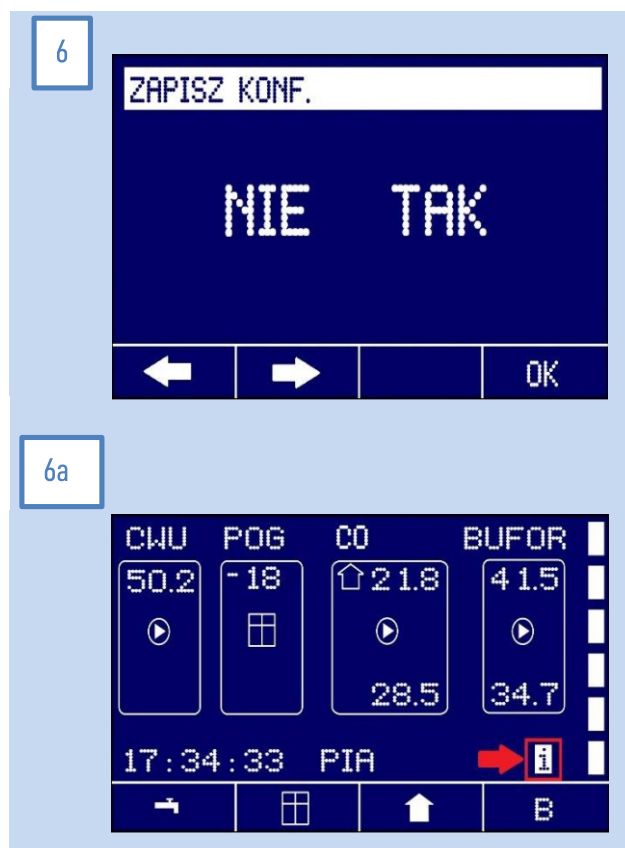 6
ZAPISZ KONF.
NIE TAK
OK
6a
CWU POG CO BUFOR
50.2 -18 21.8 41.5
28.5 34.7
17:34:33 PIA i
B